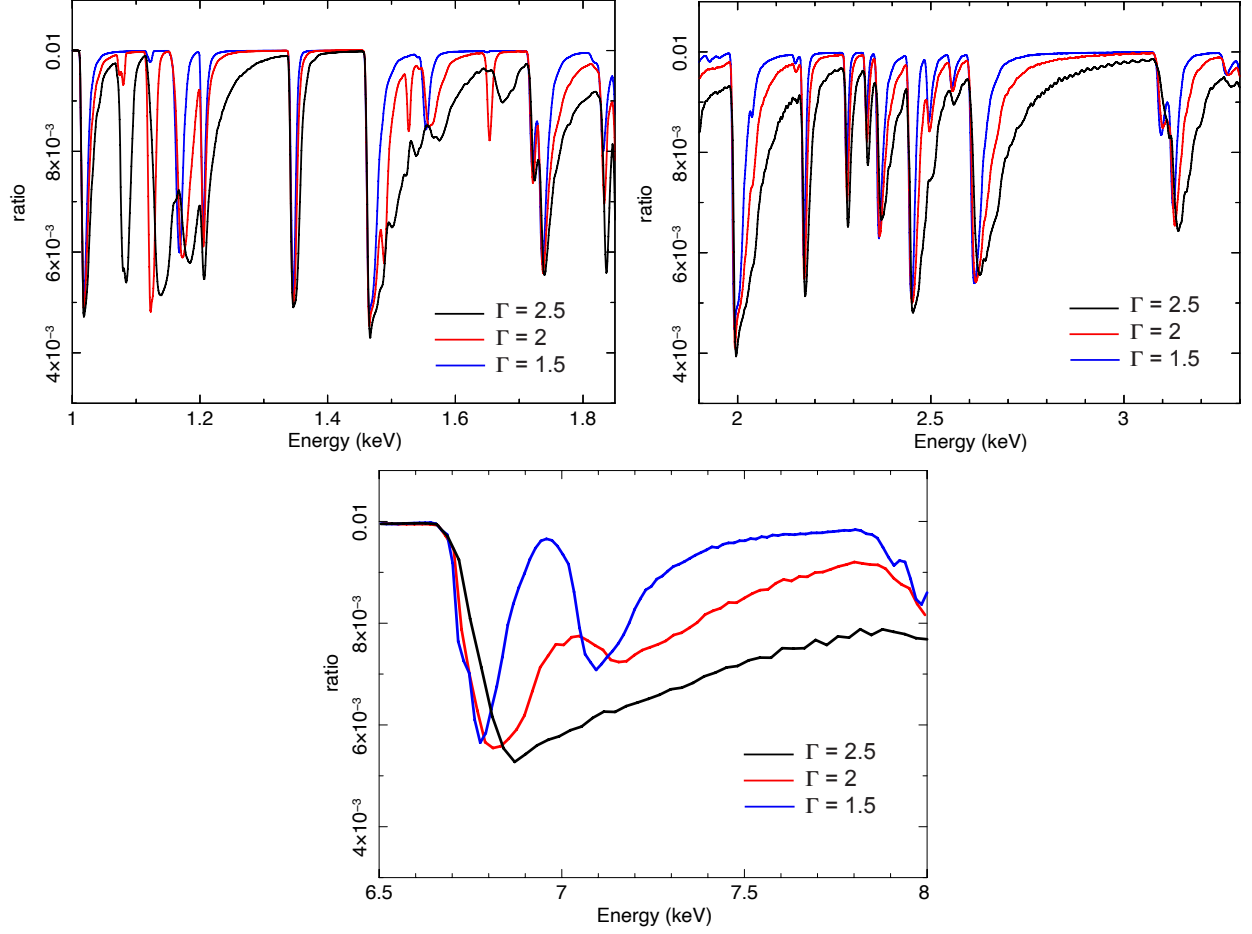 0.01
8×10⁻³
6×10⁻³
4×10⁻³
ratio
Γ = 2.5
Γ = 2
Γ = 1.5
1
1.2
1.4
1.6
1.8
Energy (keV)
0.01
8×10⁻³
6×10⁻³
4×10⁻³
ratio
Γ = 2.5
Γ = 2
Γ = 1.5
2
2.5
3
Energy (keV)
0.01
8×10⁻³
6×10⁻³
4×10⁻³
ratio
Γ = 2.5
Γ = 2
Γ = 1.5
6.5
7
7.5
8
Energy (keV)